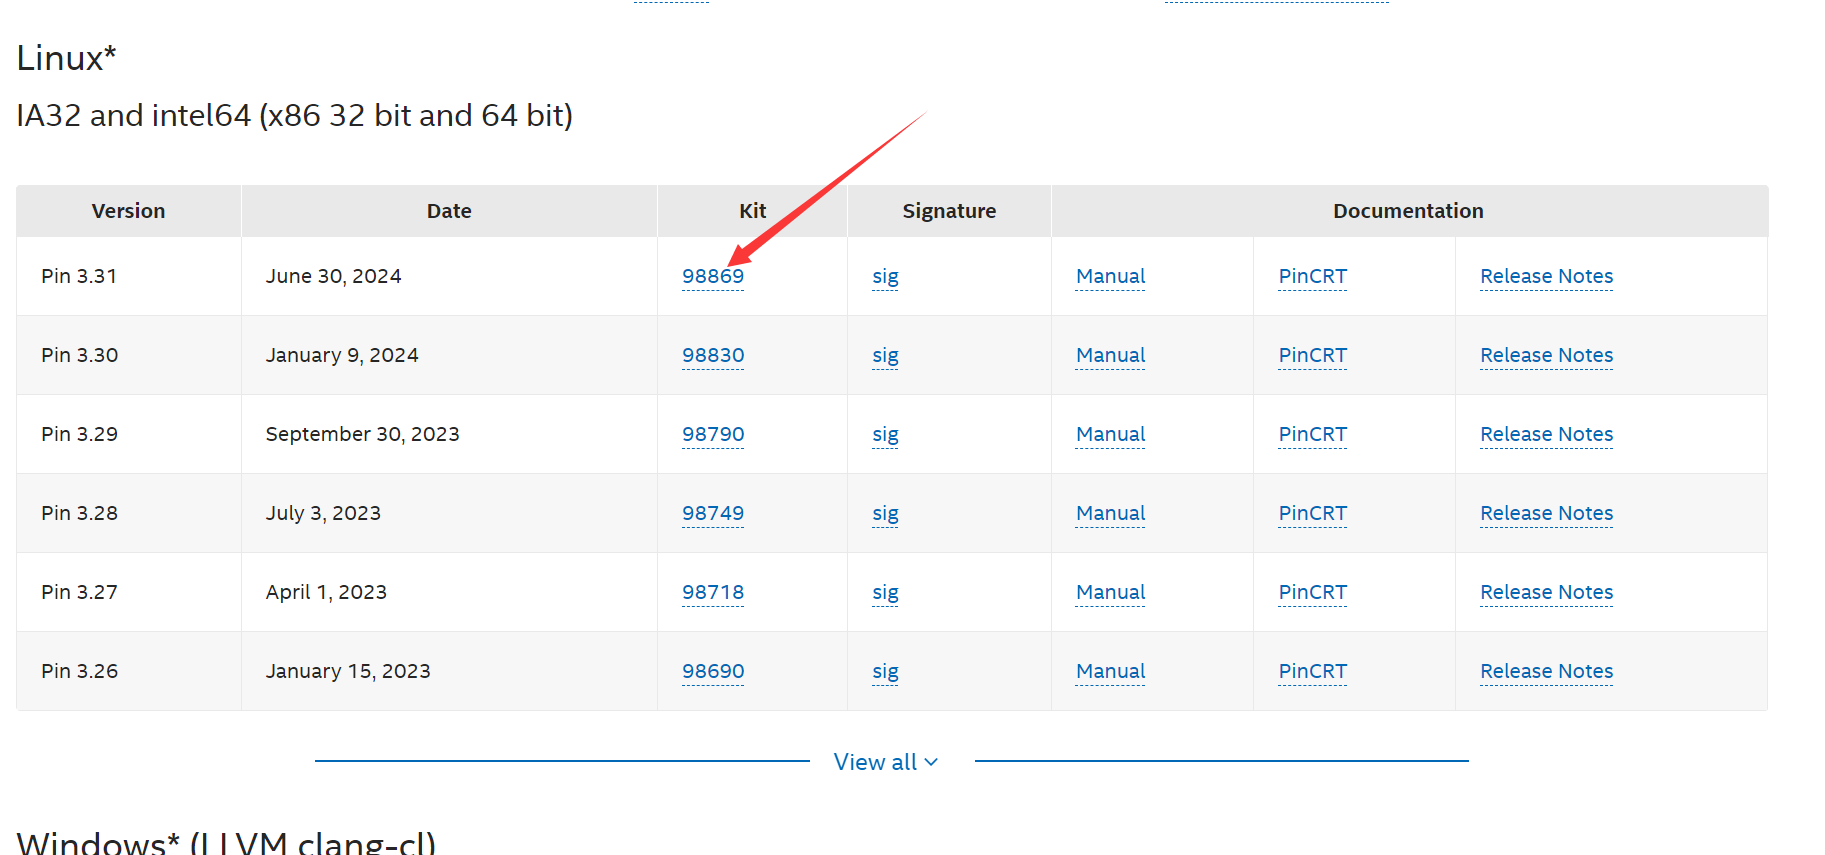 Linux*
IA32 and intel64 (x86 32 bit and 64 bit)
Version Date Kit Signature Documentation
Pin 3.31 June 30, 2024 98869 sig Manual PinCRT Release Notes
Pin 3.30 January 9, 2024 98830 sig Manual PinCRT Release Notes
Pin 3.29 September 30, 2023 98790 sig Manual PinCRT Release Notes
Pin 3.28 July 3, 2023 98749 sig Manual PinCRT Release Notes
Pin 3.27 April 1, 2023 98718 sig Manual PinCRT Release Notes
Pin 3.26 January 15, 2023 98690 sig Manual PinCRT Release Notes
View all
Windows* (LLVM clang-cl)